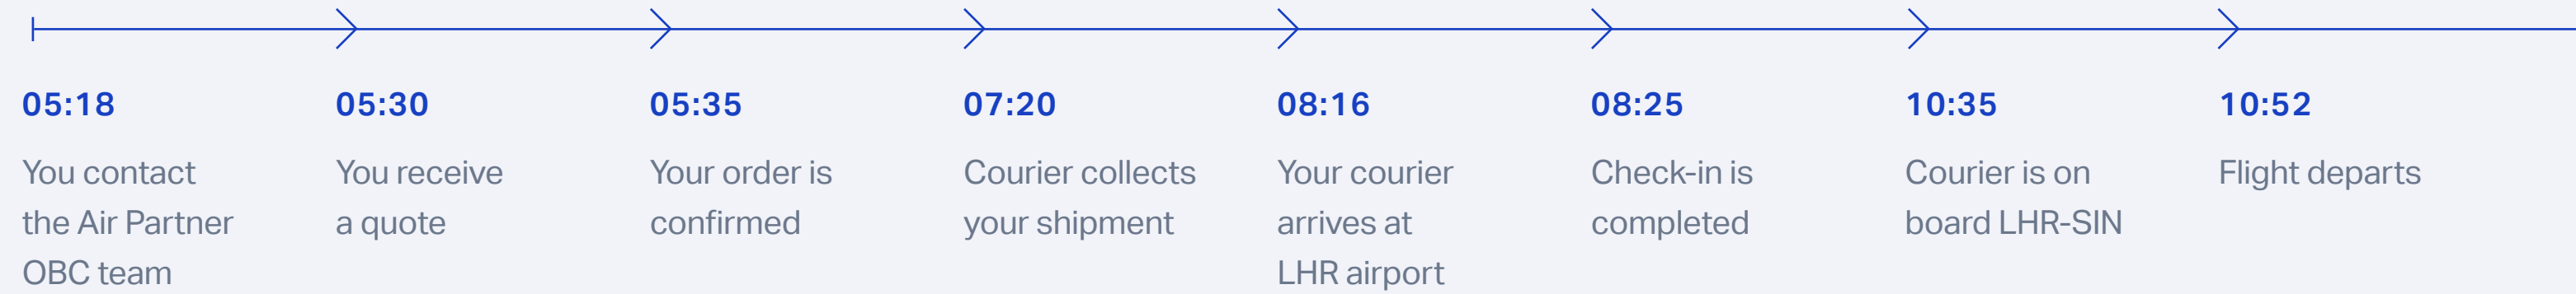 05:18
You contact
the Air Partner
OBC team
05:30
You receive
a quote
05:35
Your order is
confirmed
07:20
Courier collects
your shipment
08:16
Your courier
arrives at
LHR airport
08:25
Check-in is
completed
10:35
Courier is on
board LHR-SIN
10:52
Flight departs